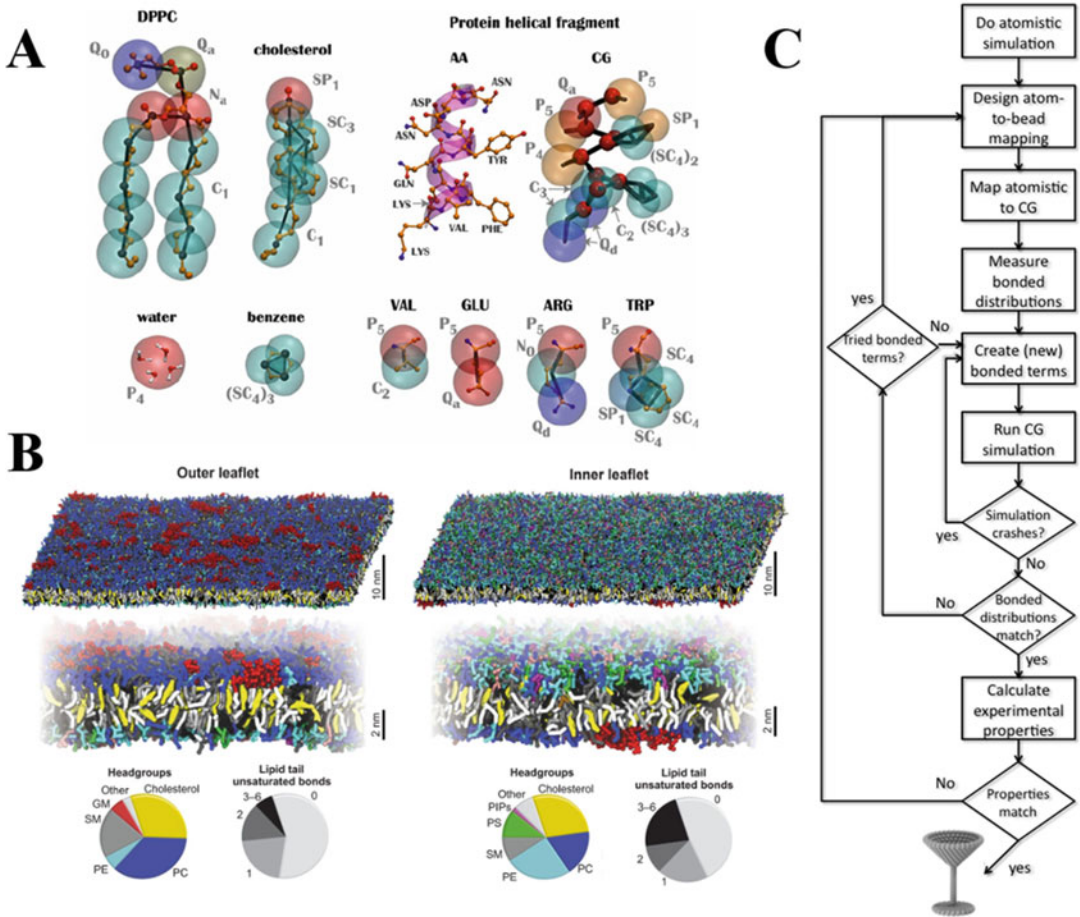 A
DPPC
Q0
Qa
Na
C1
cholesterol
SP1
SC3
SC1
C1
Protein helical fragment
AA
ASN
ASP
ASN
GLN
TYR
LYS
VAL
PHE
LYS
CG
Qa
P5
P5
SP1
P4
(SC4)2
C3
(SC4)3
C2
Qd
water
P4
benzene
(SC4)3
VAL
P5
C2
GLU
P5
Qa
ARG
P5
N0
Qd
TRP
P5
SC4
SP1
SC4
SC4
B
Outer leaflet
10 nm
2 nm
Headgroups
Other
Cholesterol
GM
SM
PE
PC
Lipid tail
unsaturated bonds
3–6
0
2
1
Inner leaflet
10 nm
2 nm
Headgroups
Other
Cholesterol
PIPs
PS
SM
PE
PC
Lipid tail
unsaturated bonds
3–6
0
2
1
C
Do atomistic
simulation
Design atom-
to-bead
mapping
Map atomistic
to CG
Measure
bonded
distributions
yes
Tried bonded
terms?
No
Create (new)
bonded terms
Run CG
simulation
Simulation
crashes?
yes
No
Bonded
distributions
match?
No
yes
Calculate
experimental
properties
No
Properties
match
yes